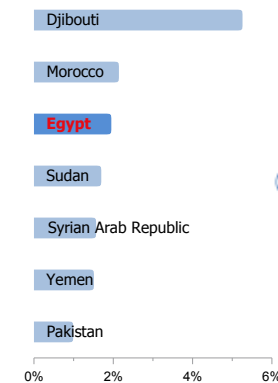 Djibouti
Morocco
Egypt
Sudan
Syrian Arab Republic
Yemen
Pakistan
0% 2% 4% 6%